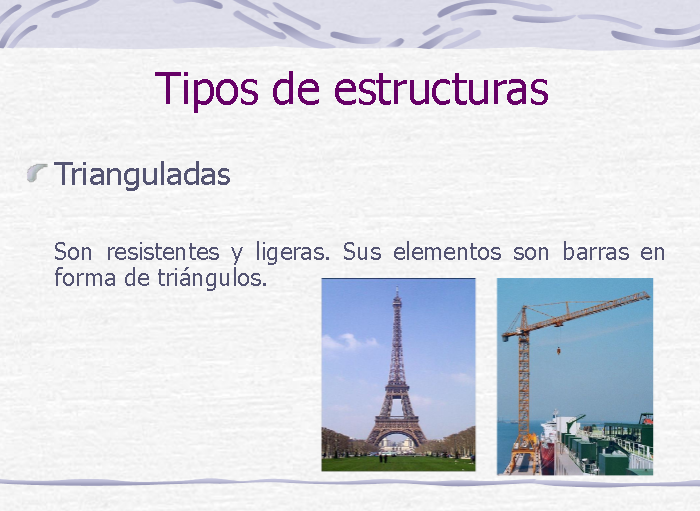 Tipos de estructuras
Trianguladas
Son resistentes y ligeras. Sus elementos son barras en
forma de triángulos.